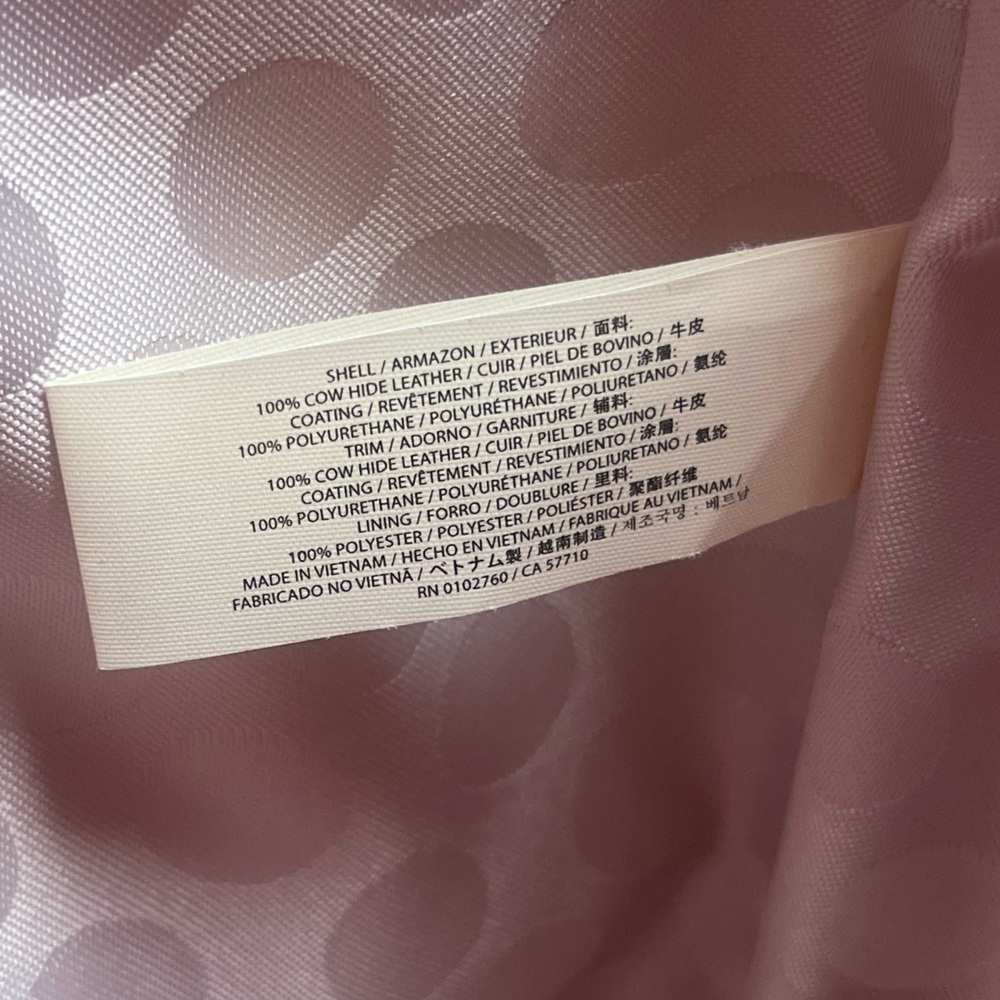 SHELL / ARMAZON / EXTERIEUR / 面料:
100% COW HIDE LEATHER / CUIR / PIEL DE BOVINO / 牛皮
COATING / REVÊTEMENT / REVESTIMIENTO / 涂層:
100% POLYURETHANE / POLYURÉTHANE / POLIURETANO / 氨纶
TRIM / ADORNO / GARNITURE / 辅料:
100% COW HIDE LEATHER / CUIR / PIEL DE BOVINO / 牛皮
COATING / REVÊTEMENT / REVESTIMIENTO / 涂層:
100% POLYURETHANE / POLYURÉTHANE / POLIURETANO / 氨纶
LINING / FORRO / DOUBLURE / 里料:
100% POLYESTER / POLYESTER / POLIÉSTER / 聚酯纤维
MADE IN VIETNAM / HECHO EN VIETNAM / FABRIQUE AU VIETNAM /
FABRICADO NO VIETNÃ / ベトナム製 / 越南制造 / 제조국명 : 베트남
RN 0102760 / CA 57710